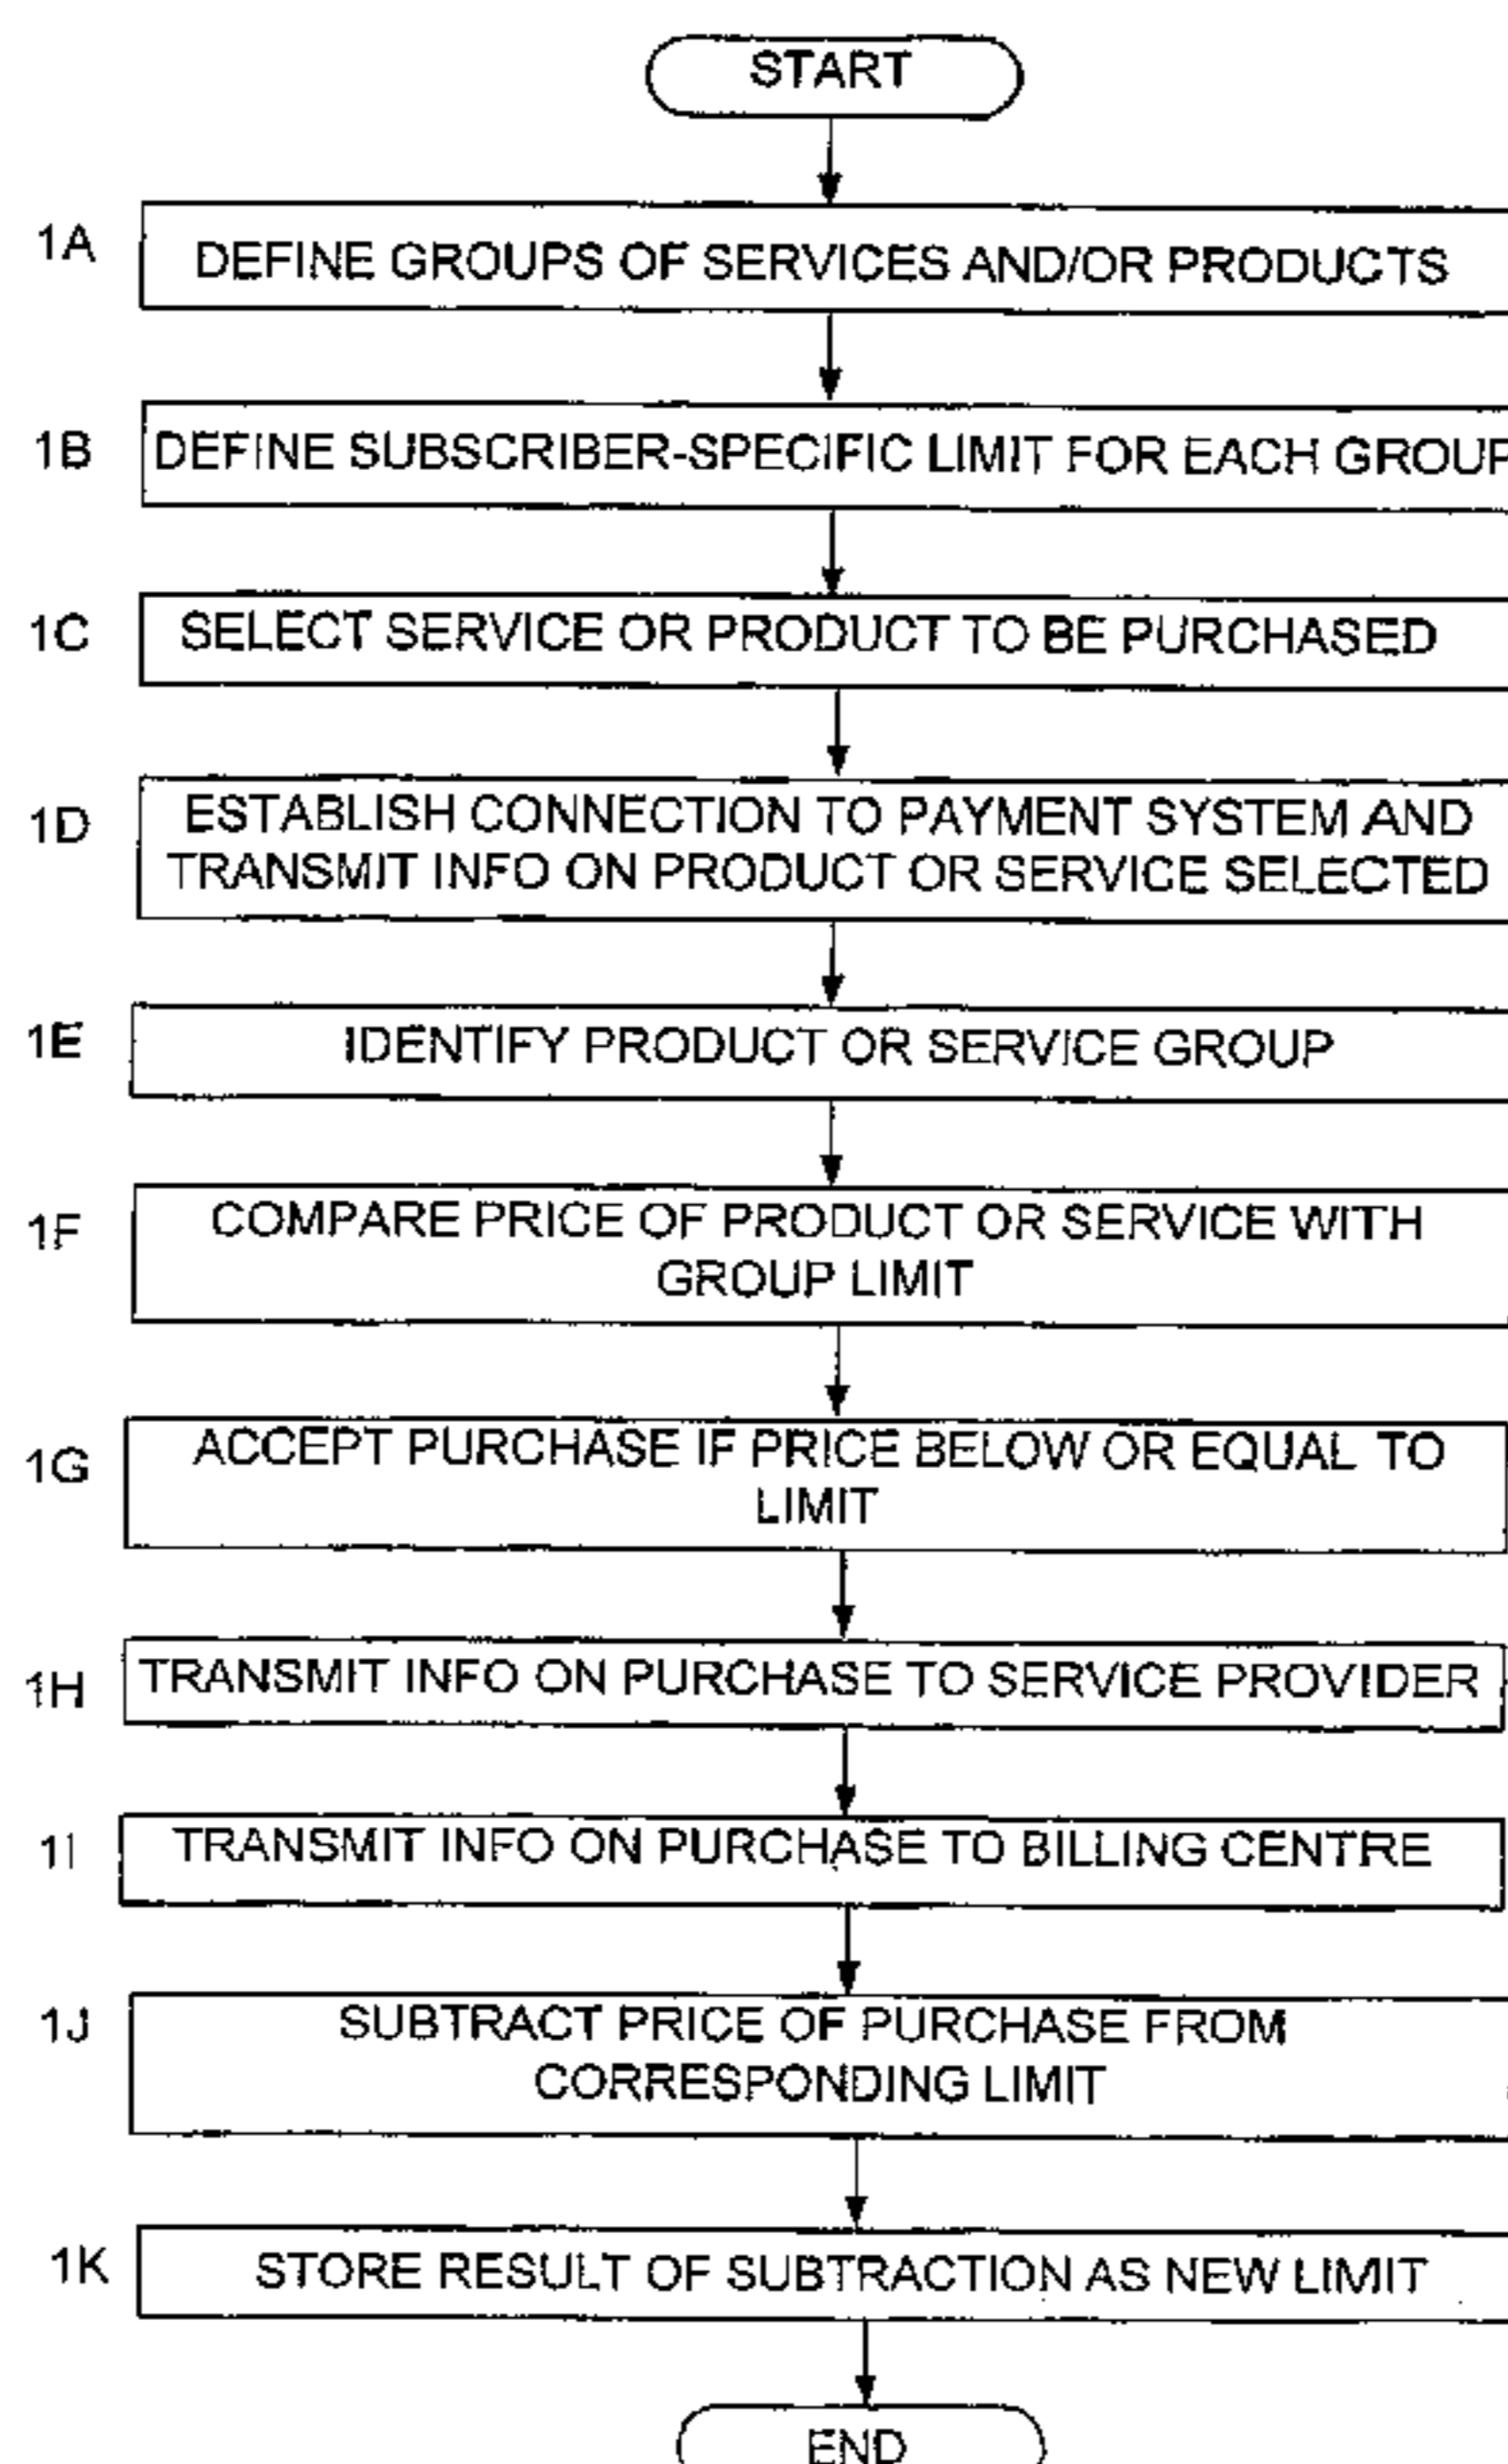 START
1A
DEFINE GROUPS OF SERVICES AND/OR PRODUCTS
1B
DEFINE SUBSCRIBER-SPECIFIC LIMIT FOR EACH GROUP
1C
SELECT SERVICE OR PRODUCT TO BE PURCHASED
1D
ESTABLISH CONNECTION TO PAYMENT SYSTEM AND
TRANSMIT INFO ON PRODUCT OR SERVICE SELECTED
1E
IDENTIFY PRODUCT OR SERVICE GROUP
1F
COMPARE PRICE OF PRODUCT OR SERVICE WITH
GROUP LIMIT
1G
ACCEPT PURCHASE IF PRICE BELOW OR EQUAL TO
LIMIT
1H
TRANSMIT INFO ON PURCHASE TO SERVICE PROVIDER
1I
TRANSMIT INFO ON PURCHASE TO BILLING CENTRE
1J
SUBTRACT PRICE OF PURCHASE FROM
CORRESPONDING LIMIT
1K
STORE RESULT OF SUBTRACTION AS NEW LIMIT
END